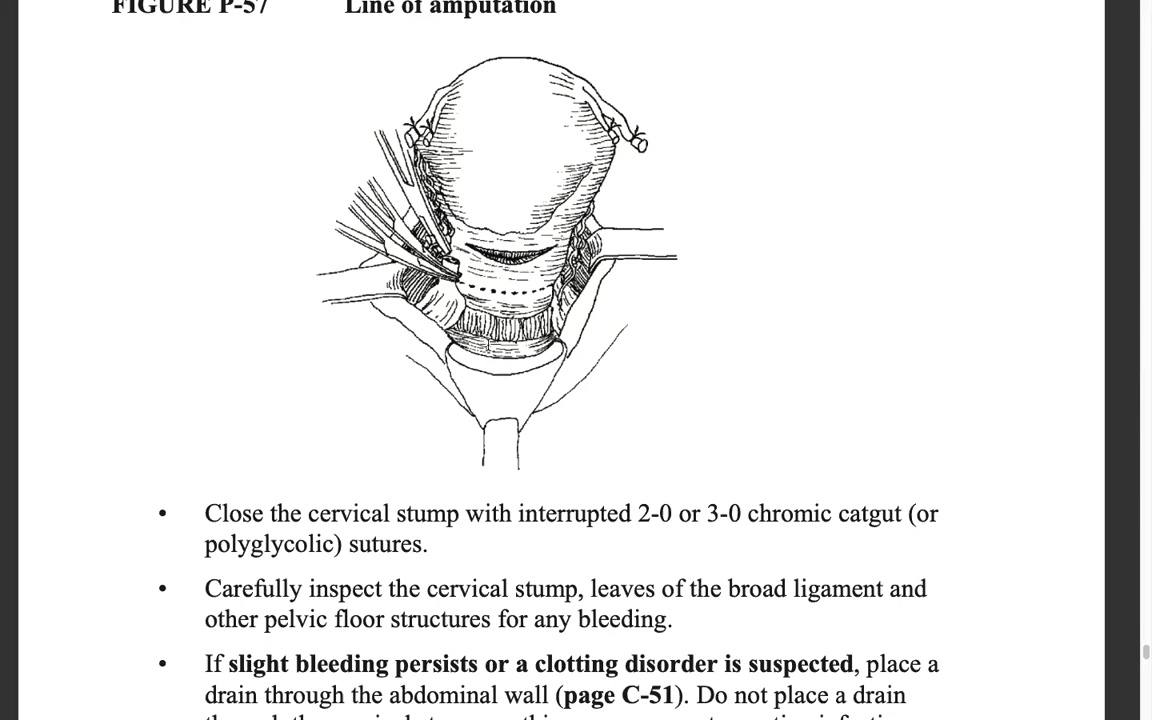 FIGURE P-57 Line of amputation
• Close the cervical stump with interrupted 2-0 or 3-0 chromic catgut (or
polyglycolic) sutures.
• Carefully inspect the cervical stump, leaves of the broad ligament and
other pelvic floor structures for any bleeding.
• If slight bleeding persists or a clotting disorder is suspected, place a
drain through the abdominal wall (page C-51). Do not place a drain